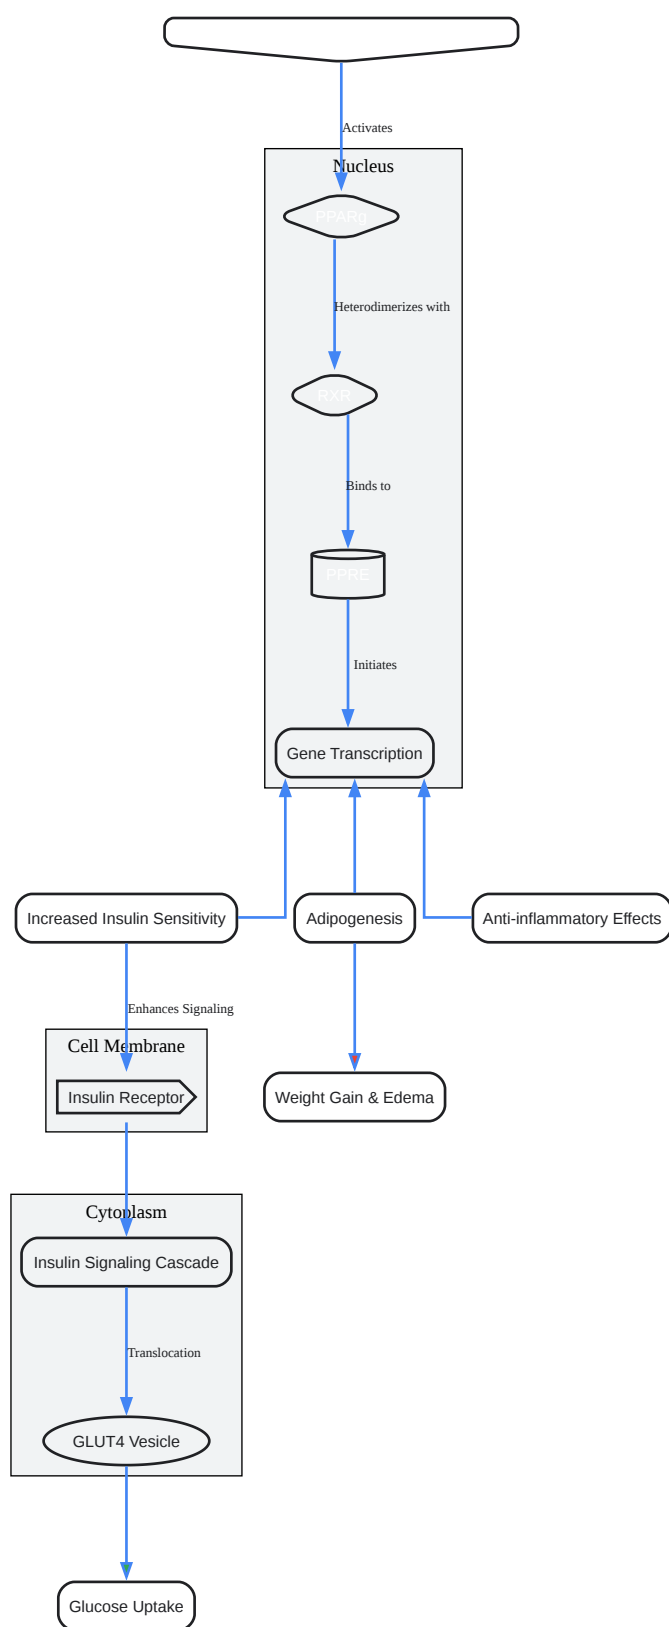 Activates
Nucleus
PPARg
Heterodimerizes with
RXR
Binds to
PPRE
Initiates
Gene Transcription
Increased Insulin Sensitivity
Adipogenesis
Anti-inflammatory Effects
Enhances Signaling
Cell Membrane
Insulin Receptor
Weight Gain & Edema
Cytoplasm
Insulin Signaling Cascade
Translocation
GLUT4 Vesicle
Glucose Uptake